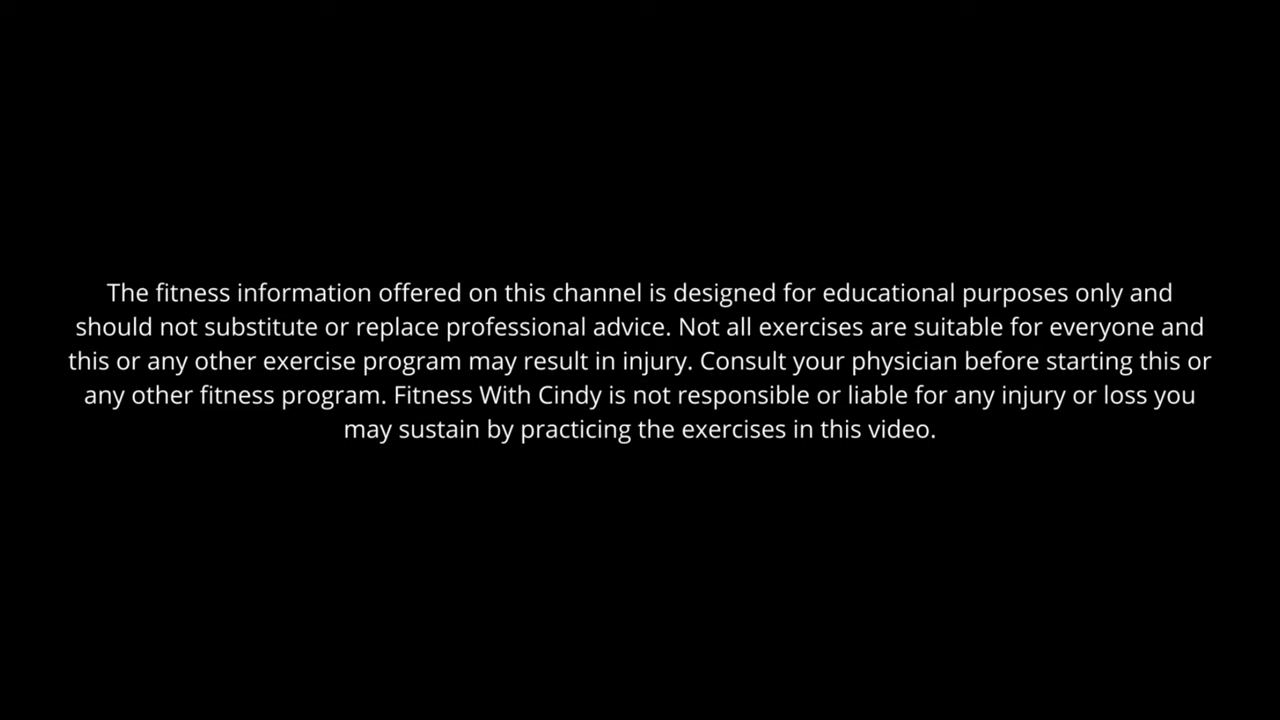 The fitness information offered on this channel is designed for educational purposes only and
should not substitute or replace professional advice. Not all exercises are suitable for everyone and
this or any other exercise program may result in injury. Consult your physician before starting this or
any other fitness program. Fitness With Cindy is not responsible or liable for any injury or loss you
may sustain by practicing the exercises in this video.